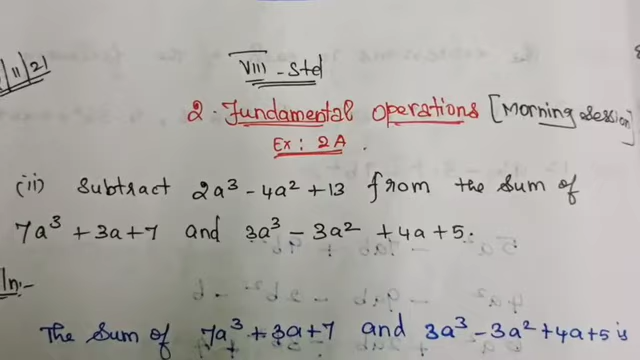 /11/21
VIII - Std
2. Fundamental Operations [Morning Session]
Ex: 2A.
(ii) Subtract 2a³ - 4a² + 13 from the sum of
7a³ + 3a + 7 and 3a³ - 3a² + 4a + 5.
ln:-
The sum of 7a³ + 3a + 7 and 3a³ - 3a² + 4a + 5 is